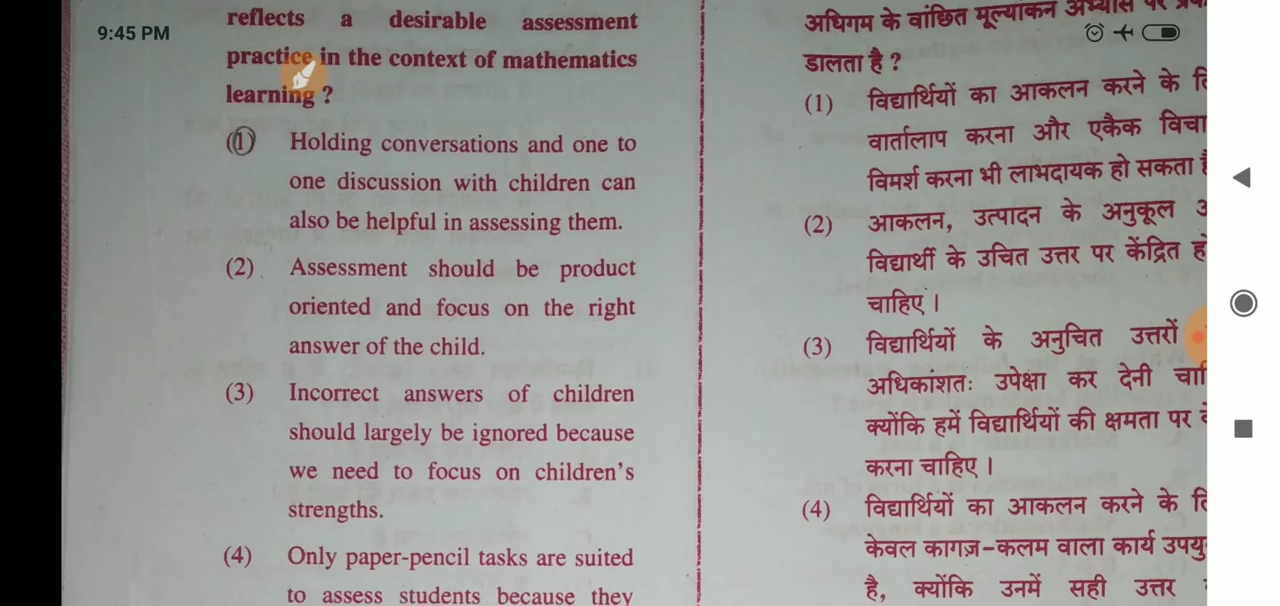 9:45 PM
reflects a desirable assessment
practice in the context of mathematics
learning ?
(1) Holding conversations and one to
one discussion with children can
also be helpful in assessing them.
(2) Assessment should be product
oriented and focus on the right
answer of the child.
(3) Incorrect answers of children
should largely be ignored because
we need to focus on children's
strengths.
(4) Only paper-pencil tasks are suited
to assess students because they
अधिगम के वांछित मूल्याकन अभ्यास पर
डालता है ?
(1) विद्यार्थियों का आकलन करने के
वार्तालाप करना और एकैक
विमर्श करना भी लाभदायक हो सकता
(2) आकलन, उत्पादन के अनुकूल
विद्यार्थी के उचित उत्तर पर केंद्रित
चाहिए ।
(3) विद्यार्थियों के अनुचित उत्तरों
अधिकांशतः उपेक्षा कर देनी
क्योंकि हमें विद्यार्थियों की क्षमता पर
करना चाहिए ।
(4) विद्यार्थियों का आकलन करने के
केवल कागज़-कलम वाला कार्य
है, क्योंकि उनमें सही उत्तर